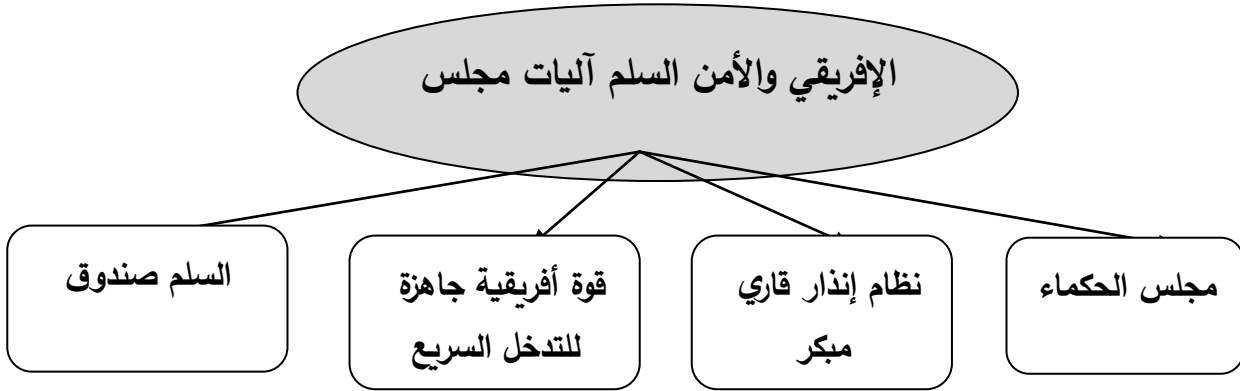 الإفريقي والأمن السلم آليات مجلس
مجلس الحكماء
نظام إنذار قاري
مبكر
قوة أفريقية جاهزة
للتدخل السريع
السلم صندوق